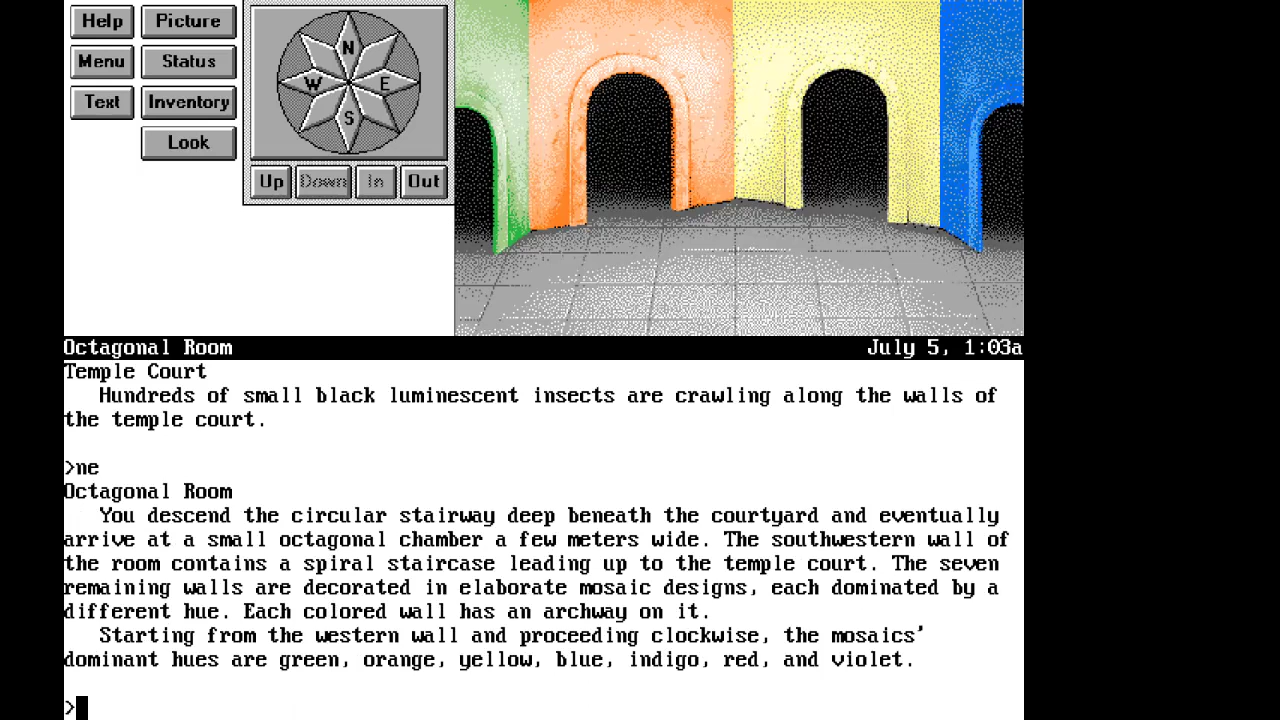 Help Picture
Menu Status
Text Inventory
Look
N
W E
S
Up Down In Out
Octagonal Room July 5, 1:03a
Temple Court
Hundreds of small black luminescent insects are crawling along the walls of
the temple court.
>ne
Octagonal Room
You descend the circular stairway deep beneath the courtyard and eventually
arrive at a small octagonal chamber a few meters wide. The southwestern wall of
the room contains a spiral staircase leading up to the temple court. The seven
remaining walls are decorated in elaborate mosaic designs, each dominated by a
different hue. Each colored wall has an archway on it.
Starting from the western wall and proceeding clockwise, the mosaics'
dominant hues are green, orange, yellow, blue, indigo, red, and violet.
>